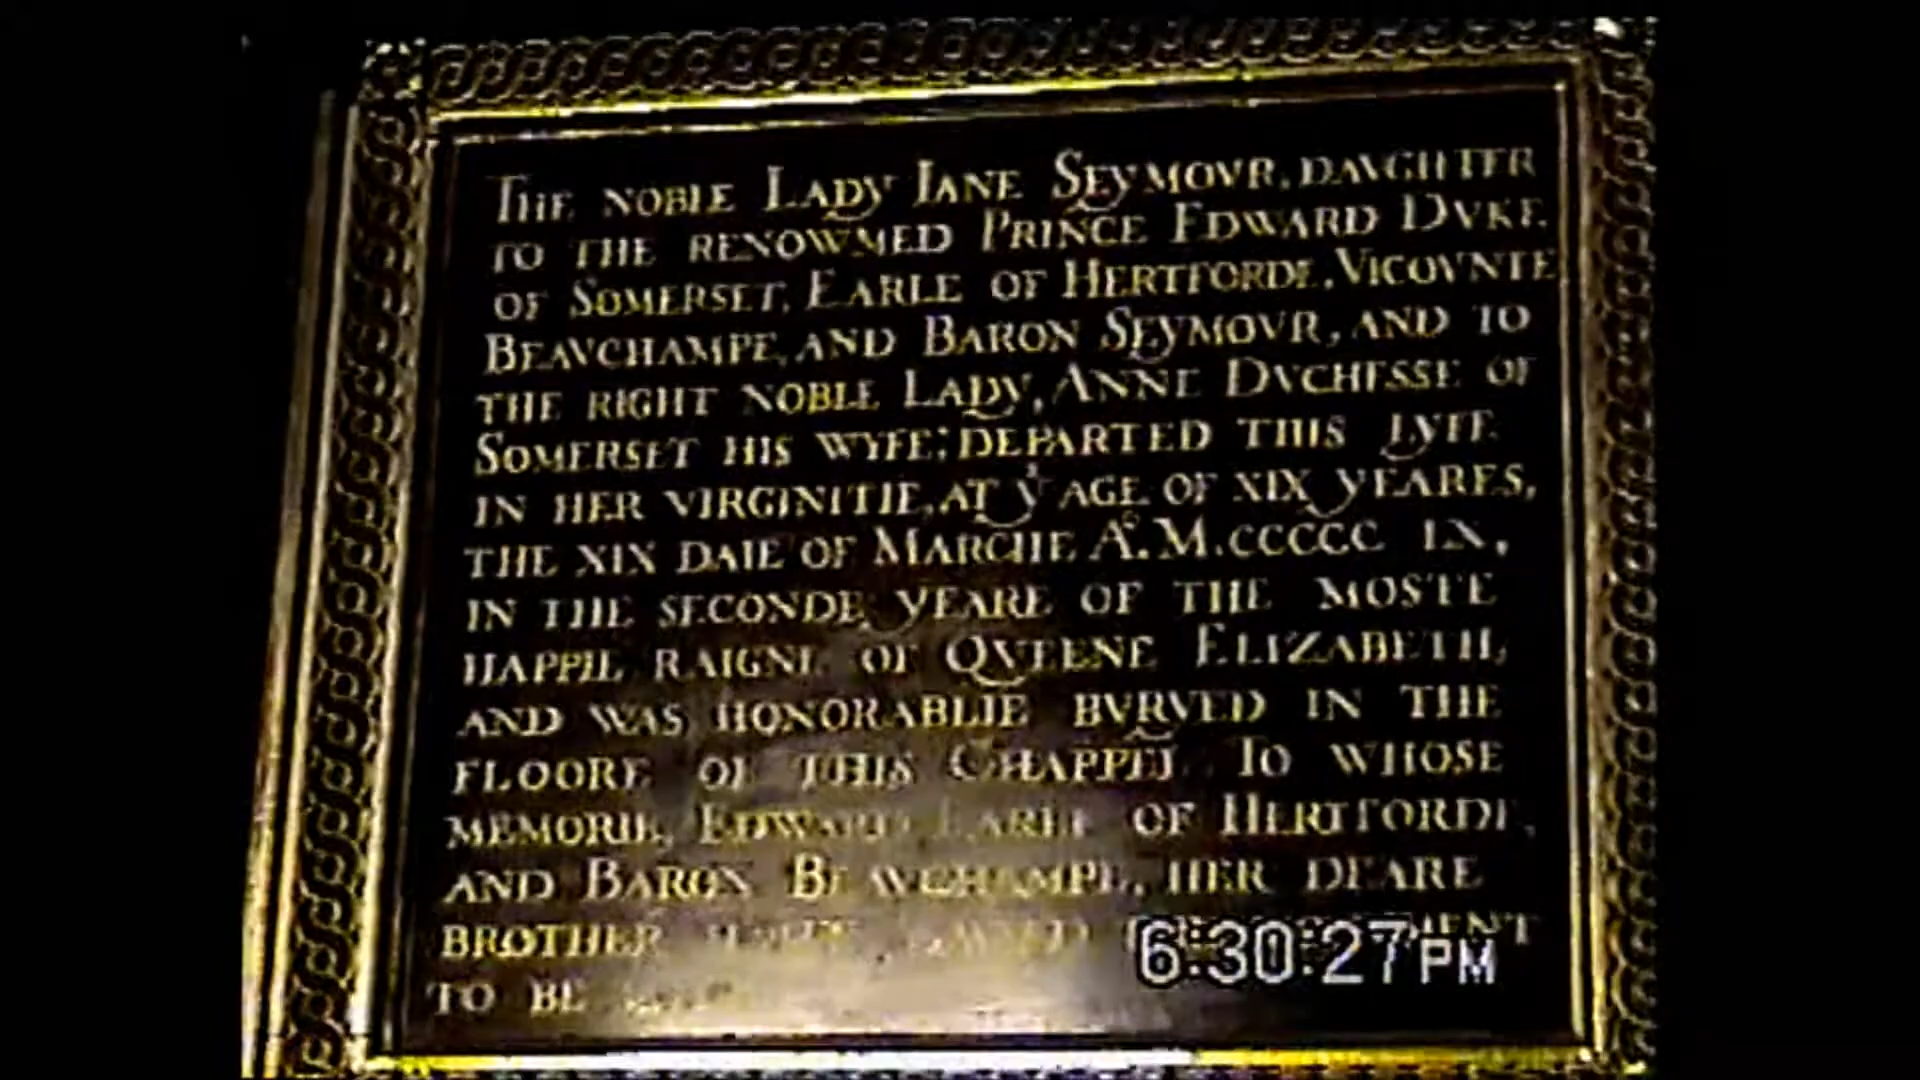 THE NOBLE LADY IANE SEYMOVR, DAVGHTER
TO THE RENOWMED PRINCE EDWARD DVKE
OF SOMERSET, EARLE OF HERTFORDE, VICOVNTE
BEAVCHAMPE, AND BARON SEYMOVR, AND TO
THE RIGHT NOBLE LADY, ANNE DVCHESSE OF
SOMERSET HIS WYFE; DEPARTED THIS LYFE
IN HER VIRGINITIE, AT Yᵉ AGE OF XIX YEARES,
THE XIX DAIE OF MARCHE Aº. M.CCCCC LX,
IN THE SECONDE YEARE OF THE MOSTE
HAPPIE RAIGNE OF QVEENE ELIZABETH,
AND WAS HONORABLIE BVRYED IN THE
FLOORE OF THIS CHAPPEL TO WHOSE
MEMORIE, EDWARD EARLE OF HERTFORDE,
AND BARON BEAVCHAMPE, HER DEARE
BROTHER
TO BE
6:30:27PM